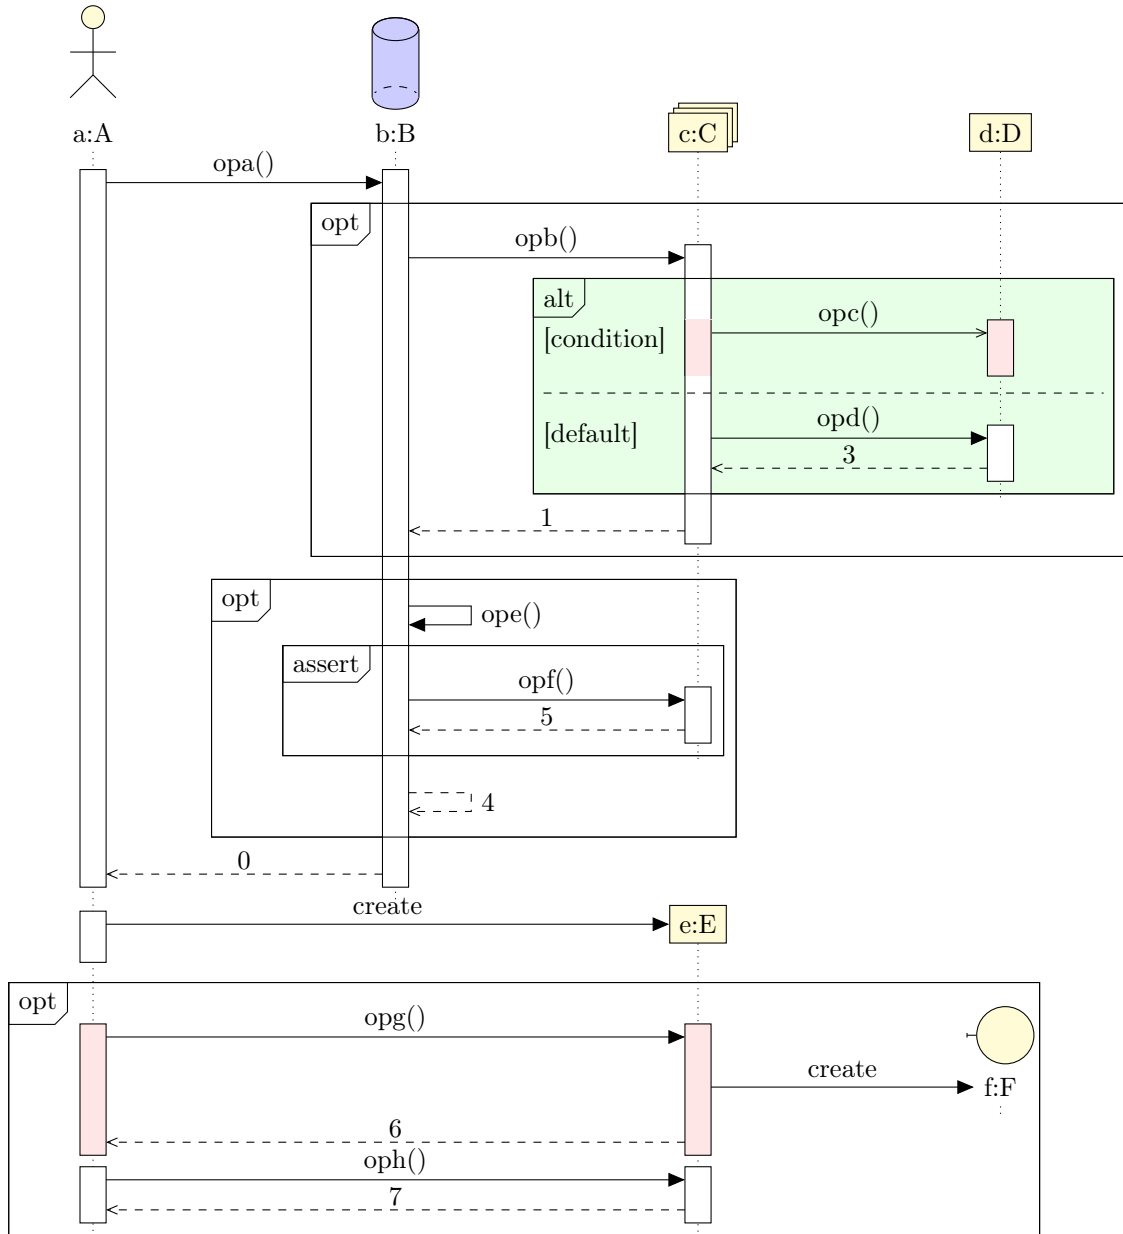 a:A
b:B
c:C
d:D
opa()
opt
opb()
alt
opc()
[condition]
opd()
[default]
3
1
opt
ope()
assert
opf()
5
4
0
create
e:E
opt
opg()
create
f:F
6
oph()
7